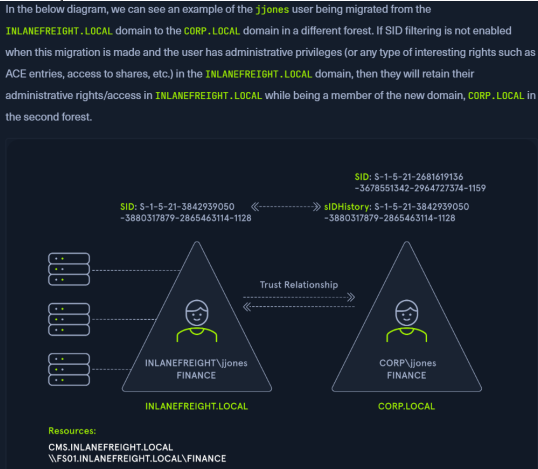 In the below diagram, we can see an example of the jjones user being migrated from the
INLANEFREIGHT.LOCAL domain to the CORP.LOCAL domain in a different forest. If SID filtering is not enabled
when this migration is made and the user has administrative privileges (or any type of interesting rights such as
ACE entries, access to shares, etc.) in the INLANEFREIGHT.LOCAL domain, then they will retain their
administrative rights/access in INLANEFREIGHT.LOCAL while being a member of the new domain, CORP.LOCAL in
the second forest.
SID: S-1-5-21-2681619136
-3678551342-2964727374-1159
SID: S-1-5-21-3842939050
-3880317879-2865463114-1128
sIDHistory: S-1-5-21-3842939050
-3880317879-2865463114-1128
Trust Relationship
INLANEFREIGHT\jjones
FINANCE
CORP\jjones
FINANCE
INLANEFREIGHT.LOCAL
CORP.LOCAL
Resources:
CMS.INLANEFREIGHT.LOCAL
\\FS01.INLANEFREIGHT.LOCAL\FINANCE